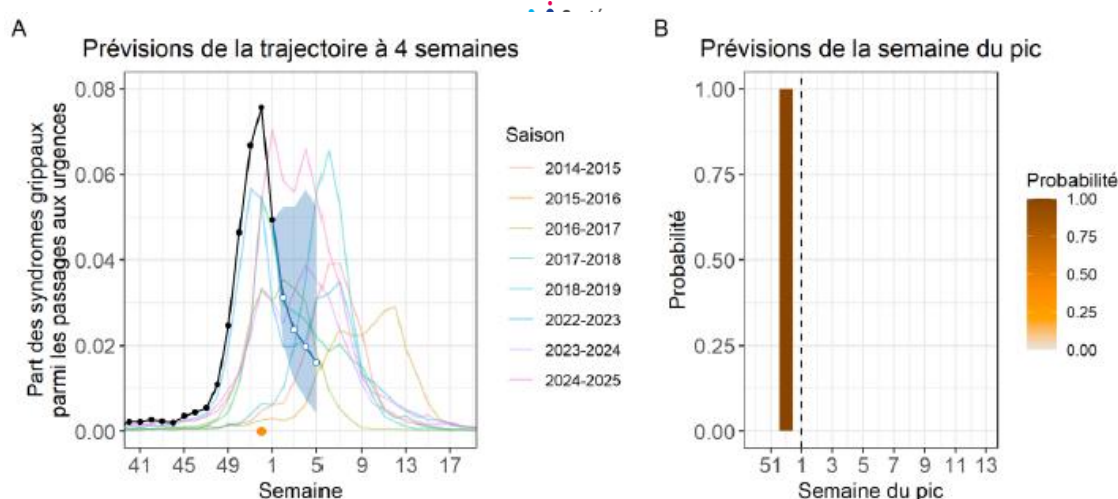 A
Prévisions de la trajectoire à 4 semaines
Part des syndromes grippaux
parmi les passages aux urgences
0.08
0.06
0.04
0.02
0.00
41 45 49 1 5 9 13 17
Semaine
Saison
2014-2015
2015-2016
2016-2017
2017-2018
2018-2019
2022-2023
2023-2024
2024-2025
B
Prévisions de la semaine du pic
Probabilité
1.00
0.75
0.50
0.25
0.00
51 1 3 5 7 9 11 13
Semaine du pic
Probabilité
1.00
0.75
0.50
0.25
0.00